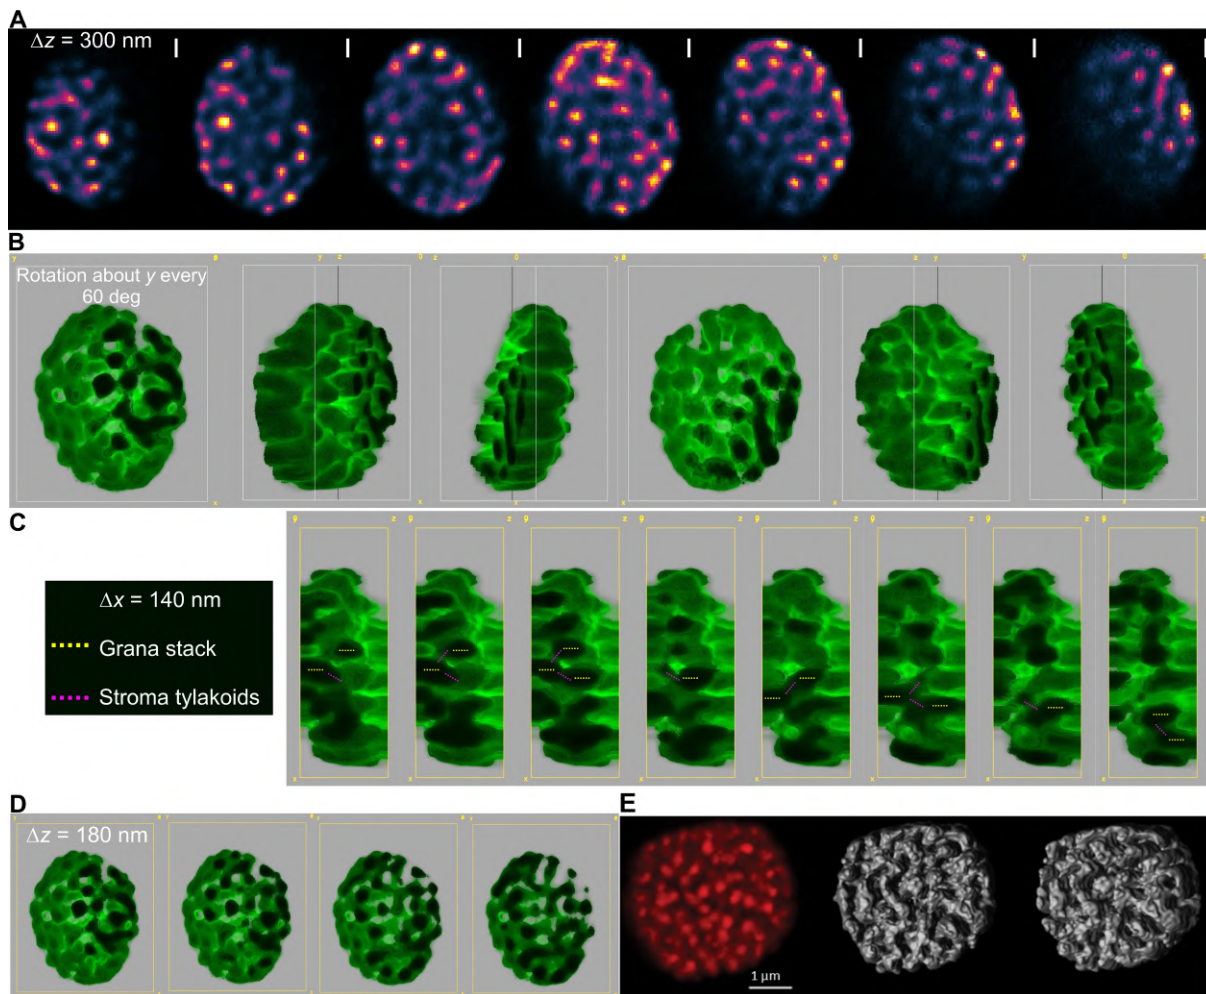 A
Δz = 300 nm
B
Rotation about y every
60 deg
C
Δx = 140 nm
Grana stack
Stroma tylakoids
D
Δz = 180 nm
E
1 µm